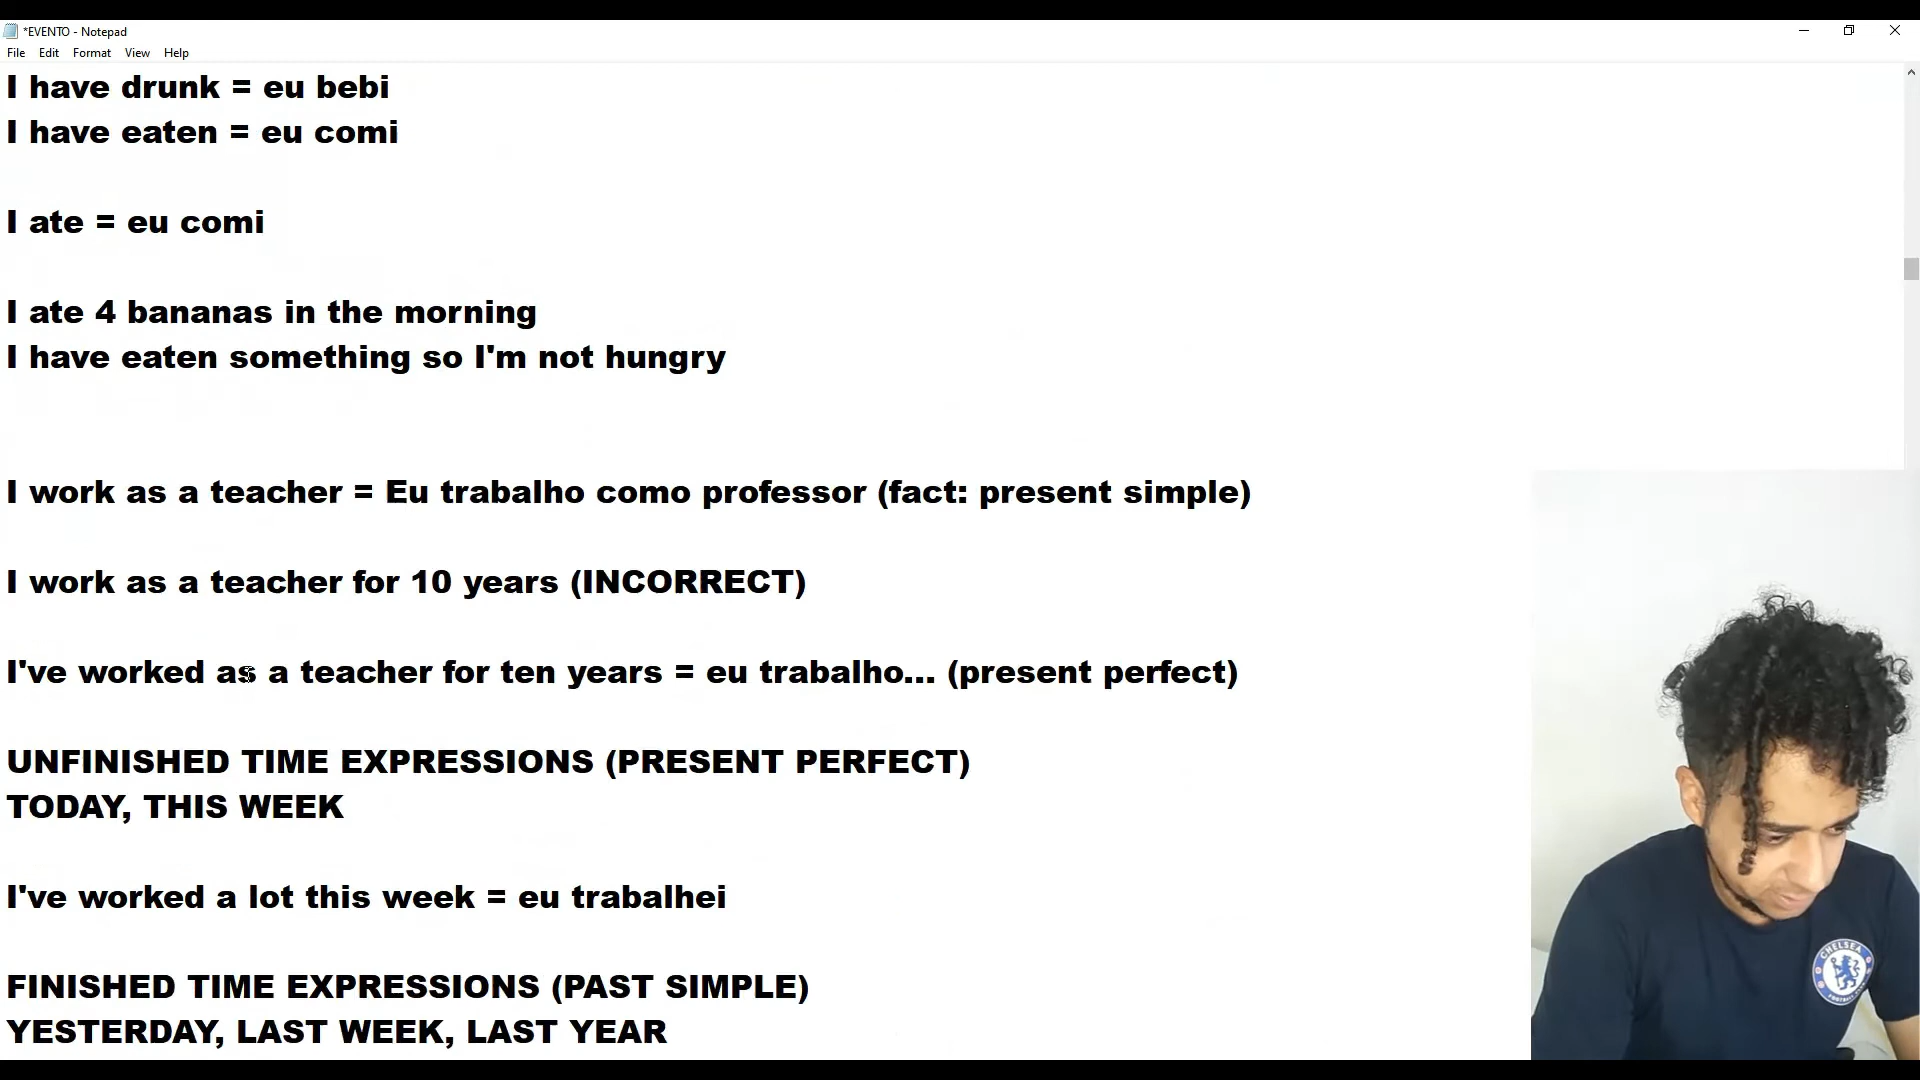 *EVENTO - Notepad
File Edit Format View Help
I have drunk = eu bebi
I have eaten = eu comi
I ate = eu comi
I ate 4 bananas in the morning
I have eaten something so I'm not hungry
I work as a teacher = Eu trabalho como professor (fact: present simple)
I work as a teacher for 10 years (INCORRECT)
I've worked as a teacher for ten years = eu trabalho... (present perfect)
UNFINISHED TIME EXPRESSIONS (PRESENT PERFECT)
TODAY, THIS WEEK
I've worked a lot this week = eu trabalhei
FINISHED TIME EXPRESSIONS (PAST SIMPLE)
YESTERDAY, LAST WEEK, LAST YEAR
CHELSEA
FOOTBALL CLUB